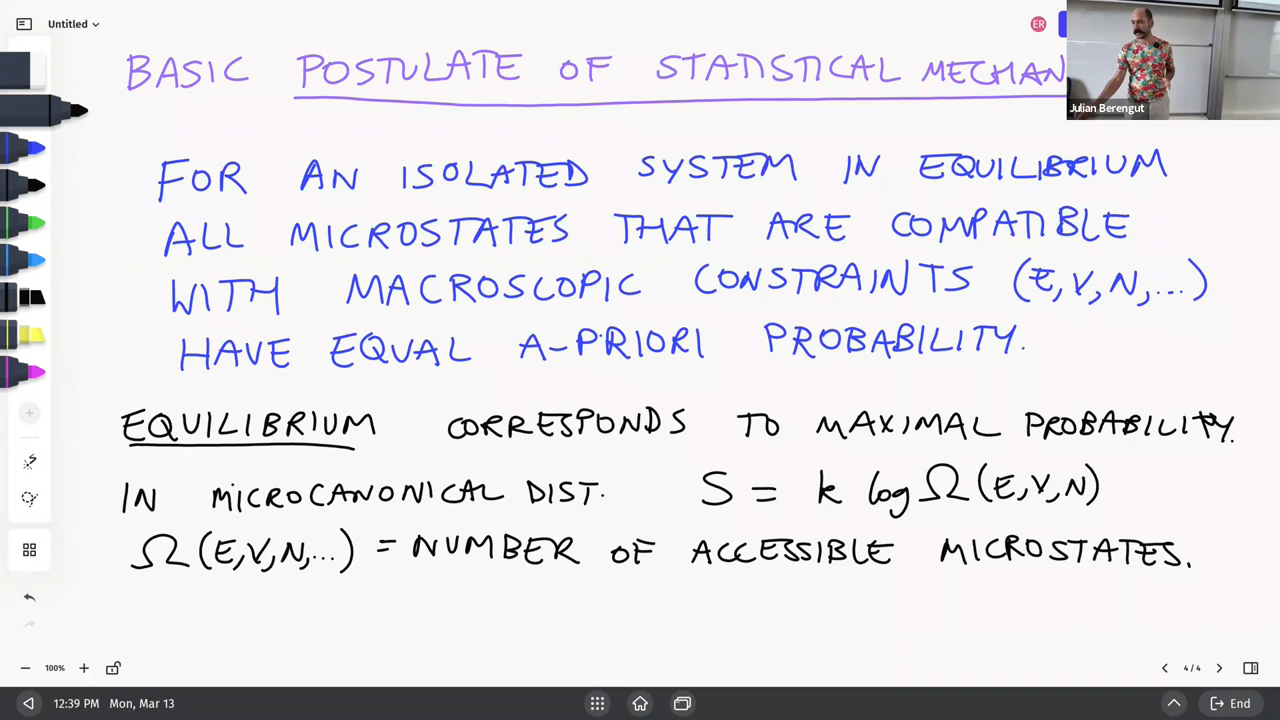 Untitled
ER
BASIC POSTULATE OF STATISTICAL MECHAN
Julian Berengut
FOR AN ISOLATED SYSTEM IN EQUILIBRIUM
ALL MICROSTATES THAT ARE COMPATIBLE
WITH MACROSCOPIC CONSTRAINTS (E,V,N,...)
HAVE EQUAL A-PRIORI PROBABILITY.
EQUILIBRIUM CORRESPONDS TO MAXIMAL PROBABILITY.
IN MICROCANONICAL DIST. S = k log Ω(E,V,N)
Ω(E,V,N,...) = NUMBER OF ACCESSIBLE MICROSTATES.
100%
4/4
12:39 PM Mon, Mar 13
End